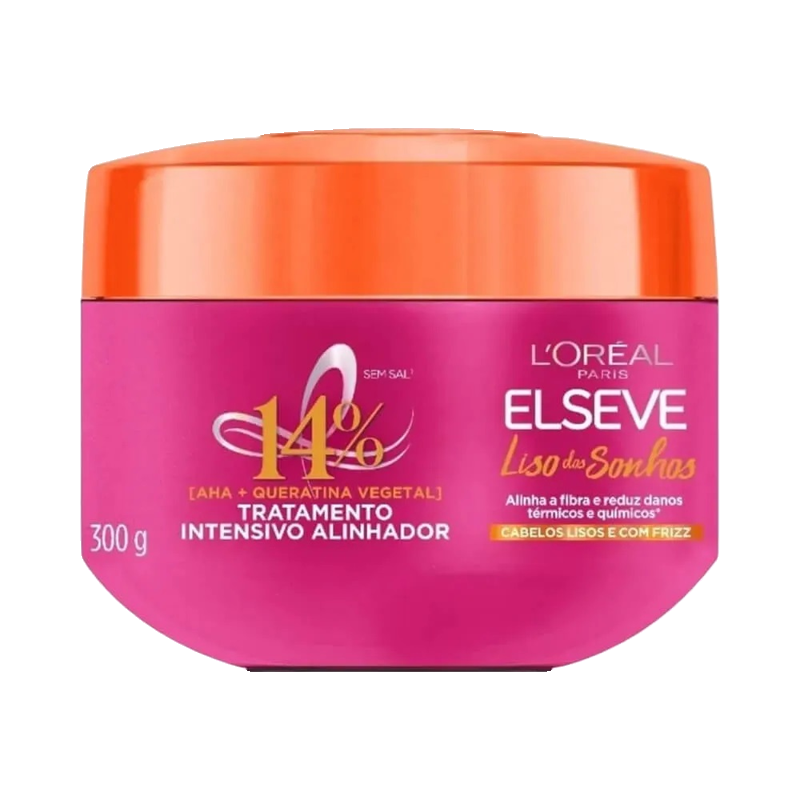 SEM SAL¹
14%
[AHA + QUERATINA VEGETAL]
TRATAMENTO
INTENSIVO ALINHADOR
300 g
L'ORÉAL
PARIS
ELSEVE
Liso dos Sonhos
Alinha a fibra e reduz danos
térmicos e químicos*
CABELOS LISOS E COM FRIZZ